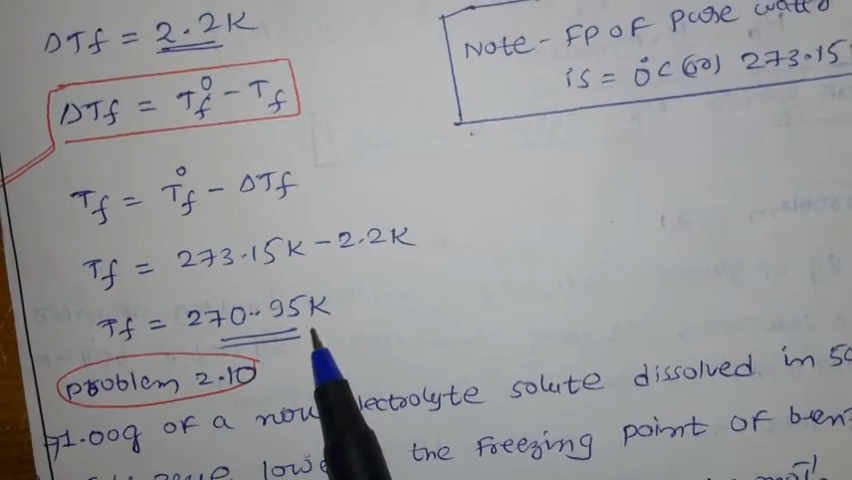 ΔTf = 2.2K
Note - FP OF Pure
is = 0°C (or) 273.15
ΔTf = T°f - Tf
Tf = T°f - ΔTf
Tf = 273.15K - 2.2K
Tf = 270.95K
Problem 2.10
1.00g of a non electrolyte solute dissolved in 50
the freezing point of ben